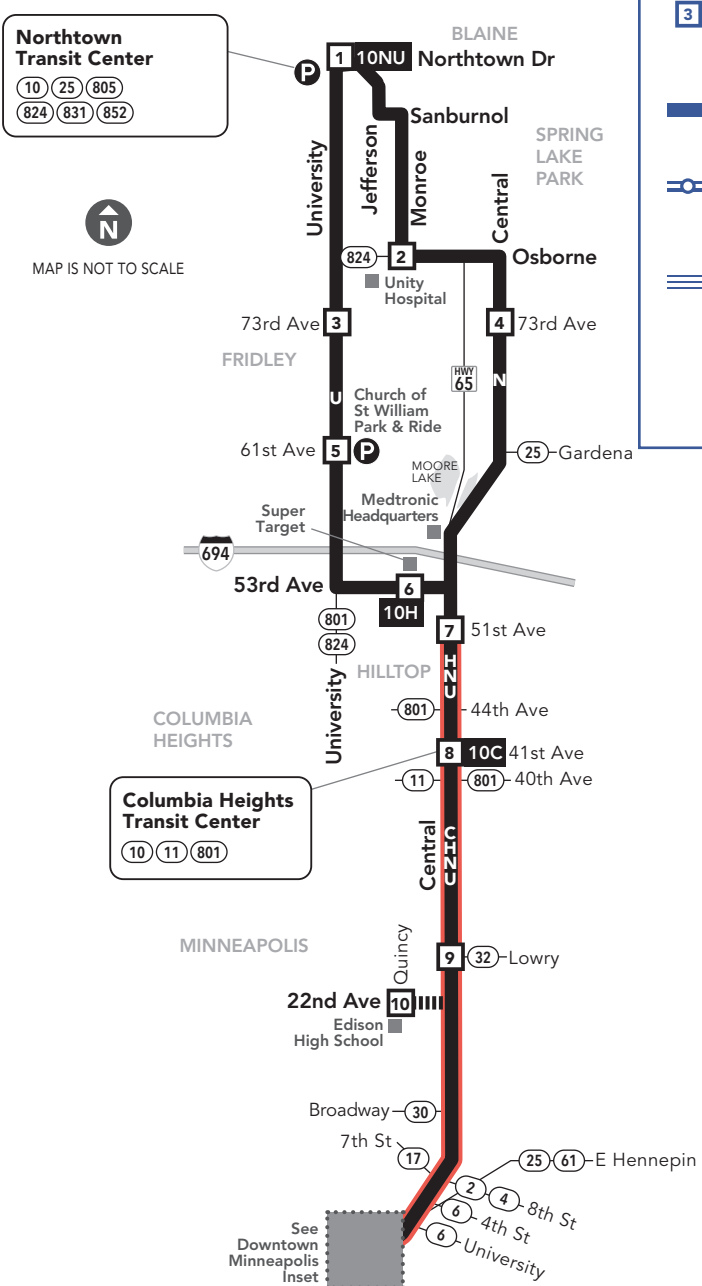 Northtown
Transit Center
10 25 805
824 831 852
P
1 10NU Northtown Dr
BLAINE
3
Sanburnol
SPRING
LAKE
PARK
University
Jefferson
Monroe
Central
N
MAP IS NOT TO SCALE
824 2 Osborne
Unity
Hospital
73rd Ave 3
4 73rd Ave
FRIDLEY
HWY
65
U
N
Church of
St William
Park & Ride
61st Ave 5 P
25 Gardena
MOORE
LAKE
Medtronic
Headquarters
Super
Target
694
53rd Ave
6
10H
801
824
7 51st Ave
University
HILLTOP
HNU
801 44th Ave
COLUMBIA
HEIGHTS
8 10C 41st Ave
11 801 40th Ave
Columbia Heights
Transit Center
10 11 801
Central
CHNU
MINNEAPOLIS
Quincy
9 32 Lowry
22nd Ave 10
Edison
High School
Broadway 30
7th St
17
25 61 E Hennepin
2 4 8th St
6 4th St
6 University
See
Downtown
Minneapolis
Inset